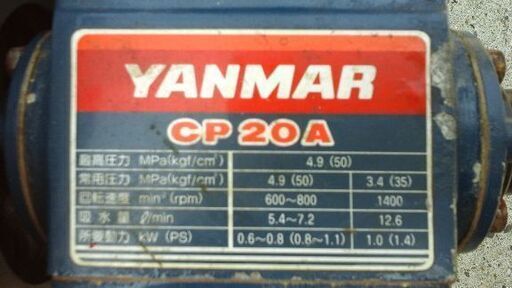 YANMAR
CP 20A
最高圧力 MPa(kgf/cm²) 4.9 (50)
常用圧力 MPa(kgf/cm²) 4.9 (50) 3.4 (35)
回転速度 min⁻¹(rpm) 600~800 1400
吸水量 ℓ/min 5.4~7.2 12.6
所要動力 kW (PS) 0.6~0.8 (0.8~1.1) 1.0 (1.4)